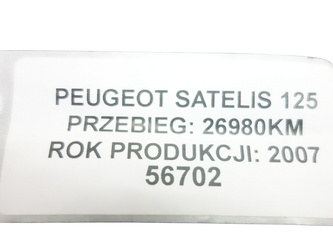 PEUGEOT SATELIS 125
PRZEBIEG: 26980KM
ROK PRODUKCJI: 2007
56702